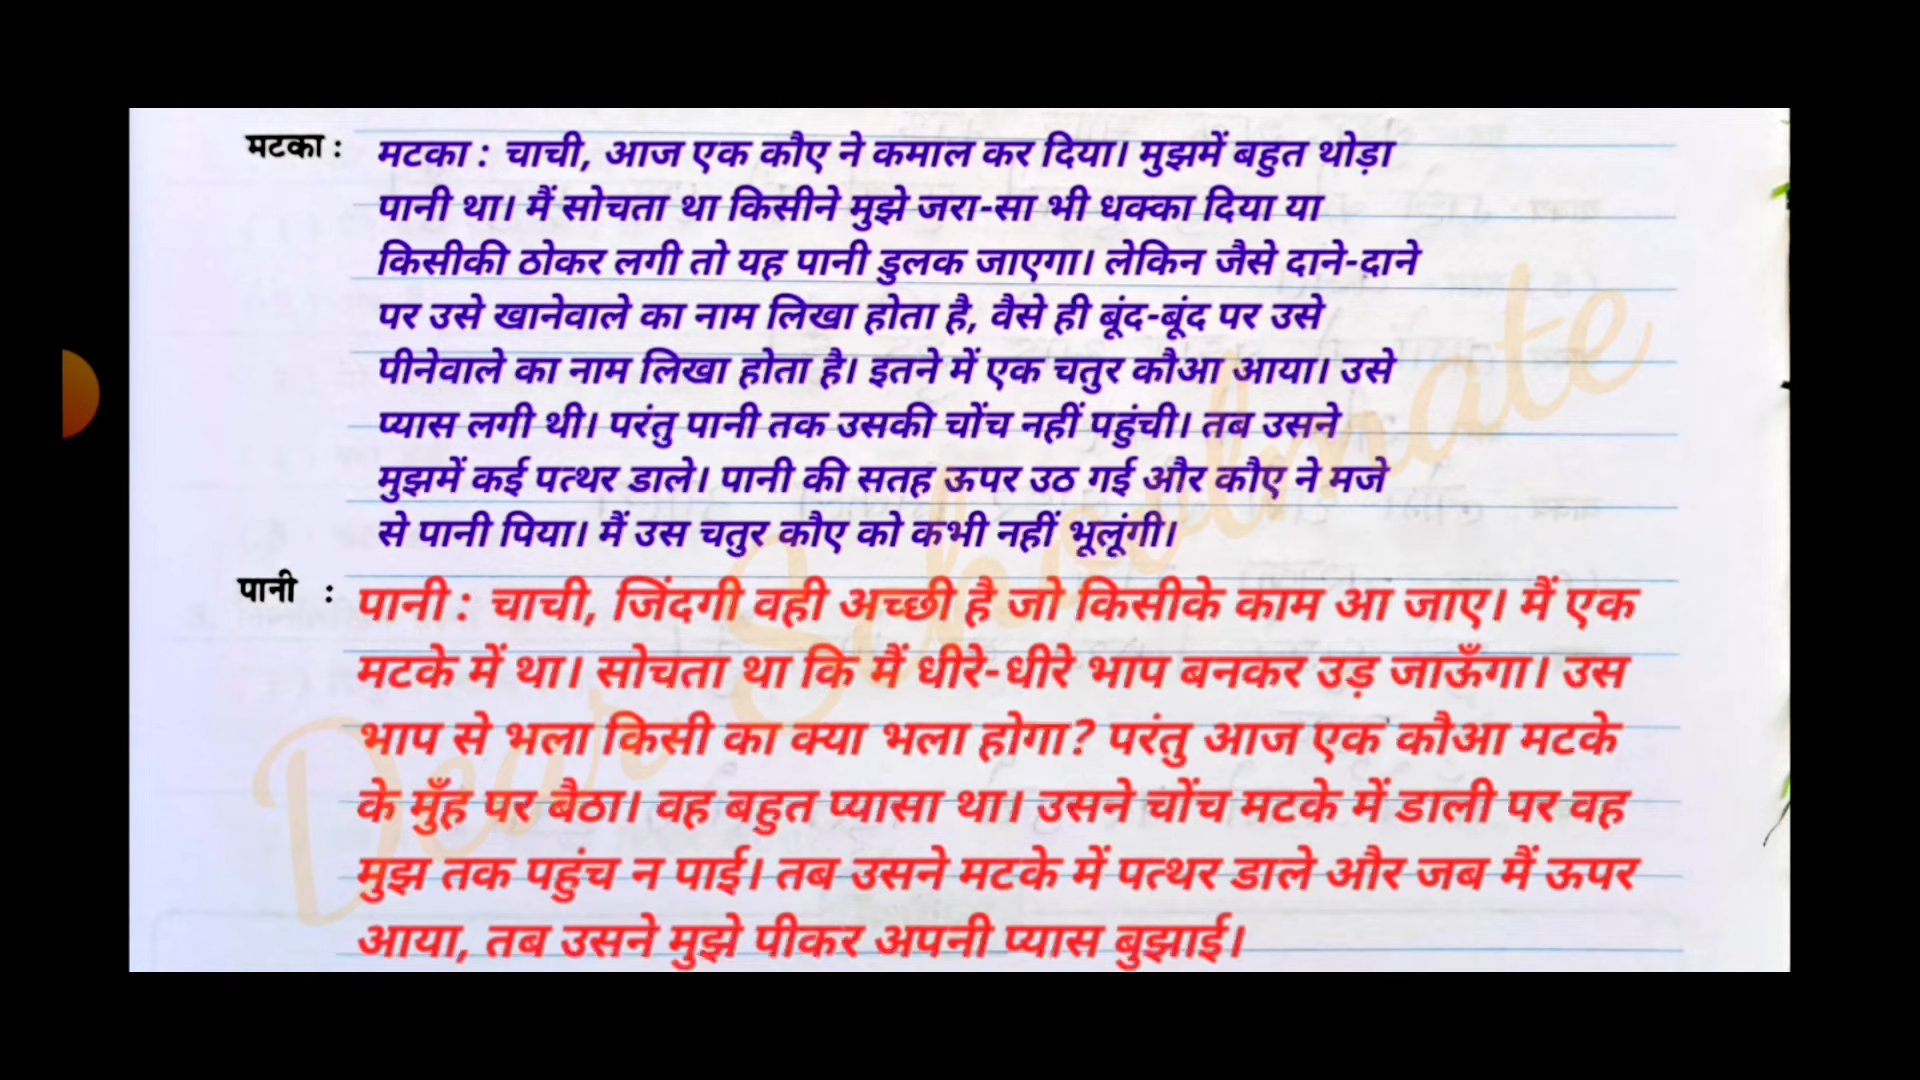 मटका : मटका : चाची, आज एक कौए ने कमाल कर दिया। मुझमें बहुत थोड़ा
पानी था। मैं सोचता था किसीने मुझे जरा-सा भी धक्का दिया या
किसीकी ठोकर लगी तो यह पानी डुलक जाएगा। लेकिन जैसे दाने-दाने
पर उसे खानेवाले का नाम लिखा होता है, वैसे ही बूंद-बूंद पर उसे
पीनेवाले का नाम लिखा होता है। इतने में एक चतुर कौआ आया। उसे
प्यास लगी थी। परंतु पानी तक उसकी चोंच नहीं पहुंची। तब उसने
मुझमें कई पत्थर डाले। पानी की सतह ऊपर उठ गई और कौए ने मजे
से पानी पिया। मैं उस चतुर कौए को कभी नहीं भूलूंगी।
पानी : पानी : चाची, जिंदगी वही अच्छी है जो किसीके काम आ जाए। मैं एक
मटके में था। सोचता था कि मैं धीरे-धीरे भाप बनकर उड़ जाऊँगा। उस
भाप से भला किसी का क्या भला होगा? परंतु आज एक कौआ मटके
के मुँह पर बैठा। वह बहुत प्यासा था। उसने चोंच मटके में डाली पर वह
मुझ तक पहुंच न पाई। तब उसने मटके में पत्थर डाले और जब मैं ऊपर
आया, तब उसने मुझे पीकर अपनी प्यास बुझाई।
Dear Schoolmate